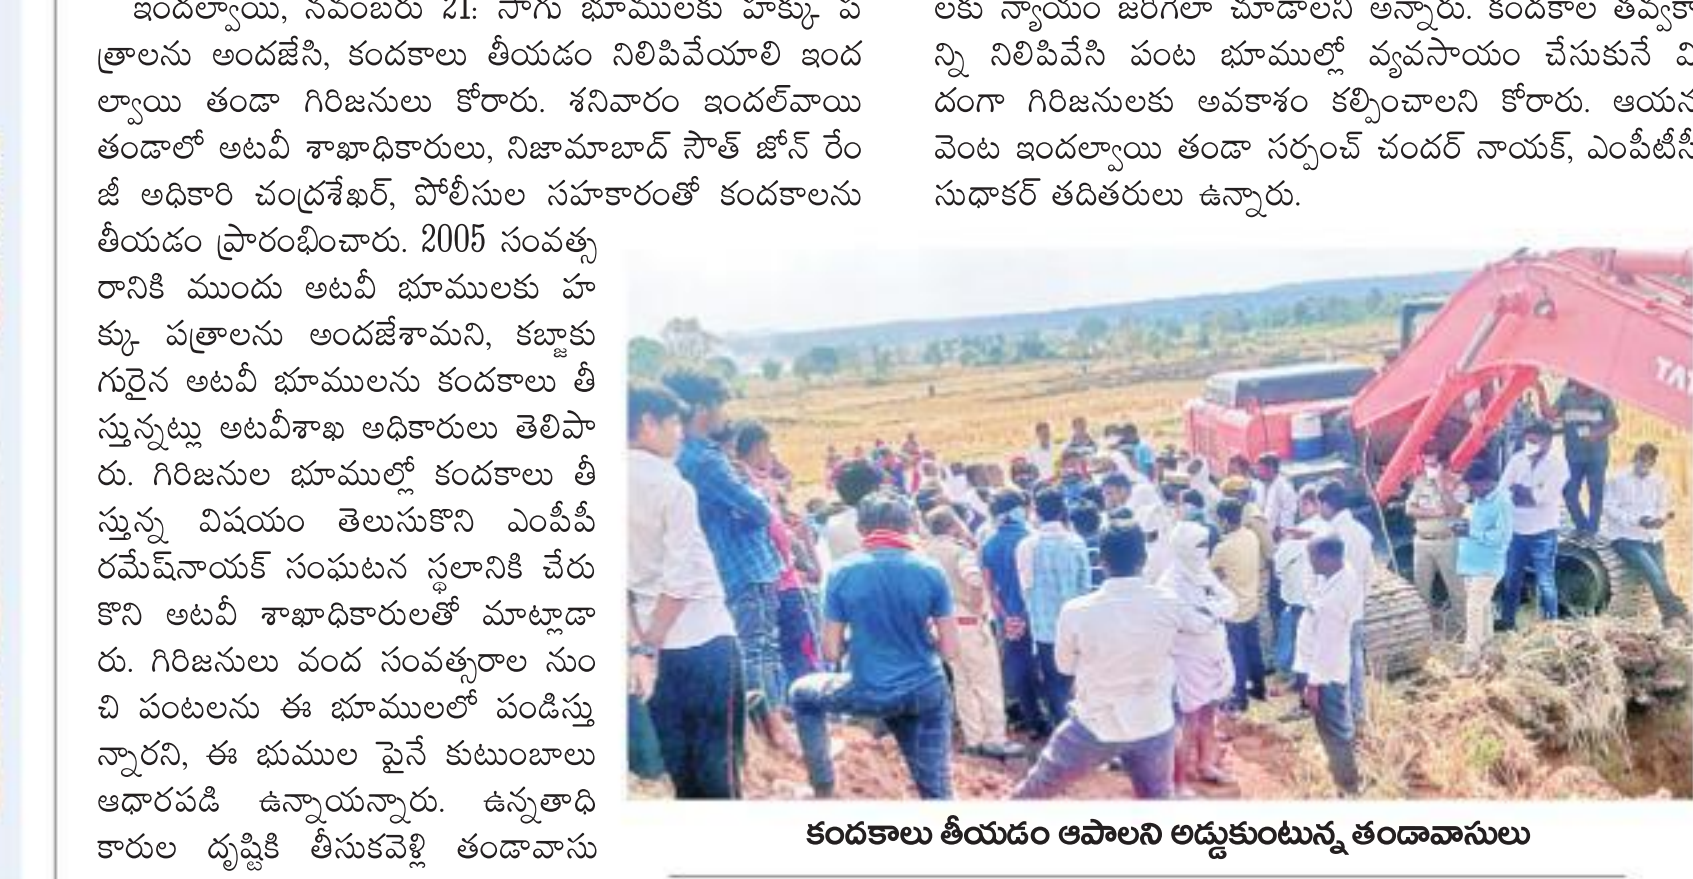 ఇందల్వాయి, నవంబరు 21: సాగు భూములకు హక్కు ప
త్రాలను అందజేసి, కందకాలు తీయడం నిలిపివేయాలి ఇంద
ల్వాయి తండా గిరిజనులు కోరారు. శనివారం ఇందల్‌వాయి
తండాలో అటవీ శాఖాధికారులు, నిజామాబాద్ సౌత్ జోన్ రేం
జీ అధికారి చంద్రశేఖర్, పోలీసుల సహకారంతో కందకాలను
తీయడం ప్రారంభించారు. 2005 సంవత్స
రానికి ముందు అటవీ భూములకు హ
క్కు పత్రాలను అందజేశామని, కబ్జాకు
గురైన అటవీ భూములను కందకాలు తీ
స్తున్నట్లు అటవీశాఖ అధికారులు తెలిపా
రు. గిరిజనుల భూముల్లో కందకాలు తీ
స్తున్న విషయం తెలుసుకొని ఎంపీపీ
రమేష్‌నాయక్ సంఘటన స్థలానికి చేరు
కొని అటవీ శాఖాధికారులతో మాట్లాడా
రు. గిరిజనులు వంద సంవత్సరాల నుం
చి పంటలను ఈ భూములలో పండిస్తు
న్నారని, ఈ భుముల పైనే కుటుంబాలు
ఆధారపడి ఉన్నాయన్నారు. ఉన్నతాధి
కారుల దృష్టికి తీసుకవెళ్లి తండావాసు
లకు న్యాయం జరిగేలా చూడాలని అన్నారు. కందకాల తవ్వకా
న్ని నిలిపివేసి పంట భూముల్లో వ్యవసాయం చేసుకునే వి
దంగా గిరిజనులకు అవకాశం కల్పించాలని కోరారు. ఆయన
వెంట ఇందల్వాయి తండా సర్పంచ్ చందర్ నాయక్, ఎంపీటీసీ
సుధాకర్ తదితరులు ఉన్నారు.
కందకాలు తీయడం ఆపాలని అడ్డుకుంటున్న తండావాసులు